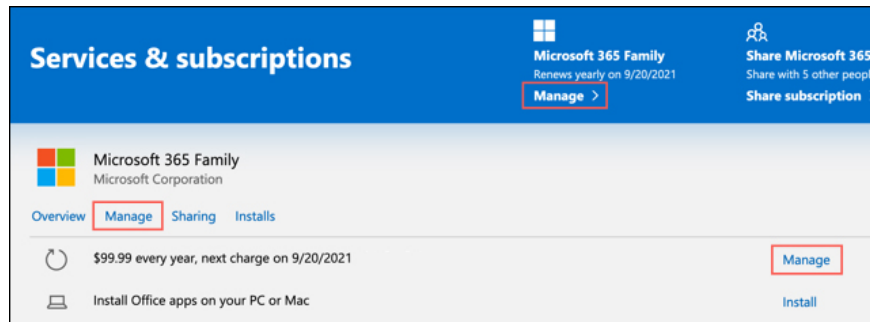 Services & subscriptions
Microsoft 365 Family
Renews yearly on 9/20/2021
Manage >
Share Microsoft 365
Share with 5 other peopl
Share subscription
Microsoft 365 Family
Microsoft Corporation
Overview Manage Sharing Installs
$99.99 every year, next charge on 9/20/2021 Manage
Install Office apps on your PC or Mac Install